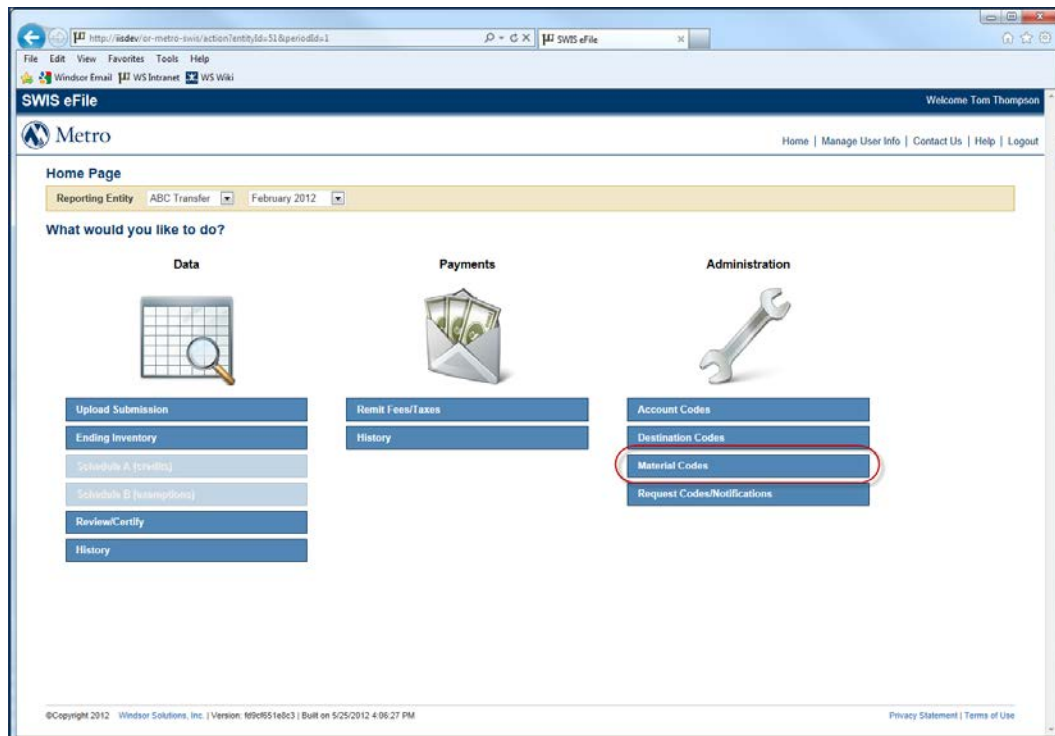 http://iisdev/or-metro-swis/action?entityId=51&periodId=1
SWIS eFile
File Edit View Favorites Tools Help
Windsor Email WS Intranet WS Wiki
SWIS eFile
Welcome Tom Thompson
Metro
Home | Manage User Info | Contact Us | Help | Logout
Home Page
Reporting Entity ABC Transfer February 2012
What would you like to do?
Data
Payments
Administration
Upload Submission
Remit Fees/Taxes
Account Codes
Ending Inventory
History
Destination Codes
Schedule A (credits)
Material Codes
Schedule B (exemptions)
Request Codes/Notifications
Review/Certify
History
©Copyright 2012 Windsor Solutions, Inc. | Version: fd9cf651e8c3 | Built on 5/25/2012 4:06:27 PM
Privacy Statement | Terms of Use